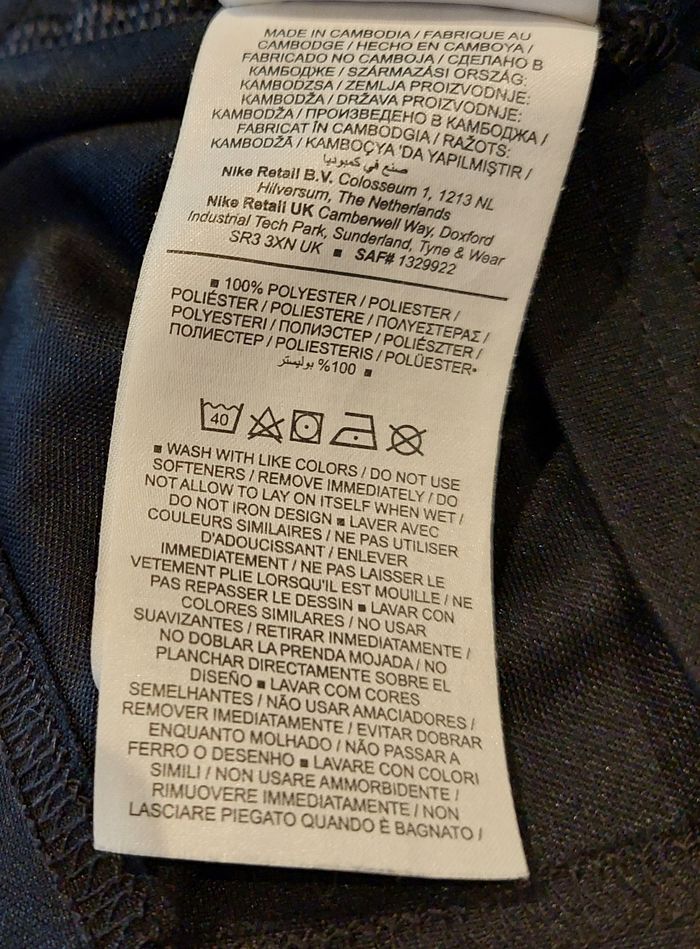 MADE IN CAMBODIA / FABRIQUE AU
CAMBODGE / HECHO EN CAMBOYA /
FABRICADO NO CAMBOJA / СДЕЛАНО В
КАМБОДЖЕ / SZÁRMAZÁSI ORSZÁG:
KAMBODZSA / ZEMLJA PROIZVODNJE:
KAMBODŽA / DRŽAVA PROIZVODNJE:
KAMBODŽA / ПРОИЗВЕДЕНО В КАМБОДЖА /
FABRICAT ÎN CAMBODGIA / RAŽOTS:
KAMBODŽĀ / KAMBOÇYA 'DA YAPILMIŞTIR /
صنع في كمبوديا
Nike Retail B.V. Colosseum 1, 1213 NL
Hilversum, The Netherlands
Nike Retail UK Camberwell Way, Doxford
Industrial Tech Park, Sunderland, Tyne & Wear
SR3 3XN UK ■ SAF# 1329922
■ 100% POLYESTER / POLIESTER /
POLIÉSTER / POLIESTERE / ΠΟΛΥΕΣΤΕΡΑΣ /
POLYESTERI / ПОЛИЭСТЕР / POLIÉSZTER /
ПОЛИЕСТЕР / POLIESTERIS / POLÜESTER
100% بوليستر ■
40
■ WASH WITH LIKE COLORS / DO NOT USE
SOFTENERS / REMOVE IMMEDIATELY / DO
NOT ALLOW TO LAY ON ITSELF WHEN WET /
DO NOT IRON DESIGN ■ LAVER AVEC
COULEURS SIMILAIRES / NE PAS UTILISER
D'ADOUCISSANT / ENLEVER
IMMEDIATEMENT / NE PAS LAISSER LE
VETEMENT PLIE LORSQU'IL EST MOUILLE / NE
PAS REPASSER LE DESSIN ■ LAVAR CON
COLORES SIMILARES / NO USAR
SUAVIZANTES / RETIRAR INMEDIATAMENTE /
NO DOBLAR LA PRENDA MOJADA / NO
PLANCHAR DIRECTAMENTE SOBRE EL
DISEÑO ■ LAVAR COM CORES
SEMELHANTES / NÃO USAR AMACIADORES /
REMOVER IMEDIATAMENTE / EVITAR DOBRAR
ENQUANTO MOLHADO / NÃO PASSAR A
FERRO O DESENHO ■ LAVARE CON COLORI
SIMILI / NON USARE AMMORBIDENTE /
RIMUOVERE IMMEDIATAMENTE / NON
LASCIARE PIEGATO QUANDO È BAGNATO /